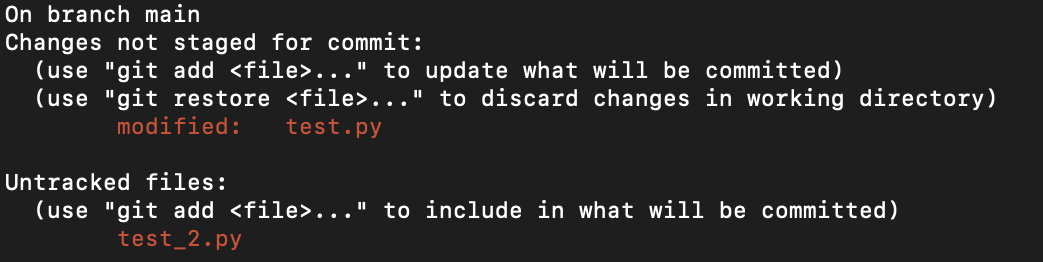 On branch main
Changes not staged for commit:
  (use "git add <file>..." to update what will be committed)
  (use "git restore <file>..." to discard changes in working directory)
        modified:   test.py

Untracked files:
  (use "git add <file>..." to include in what will be committed)
        test_2.py